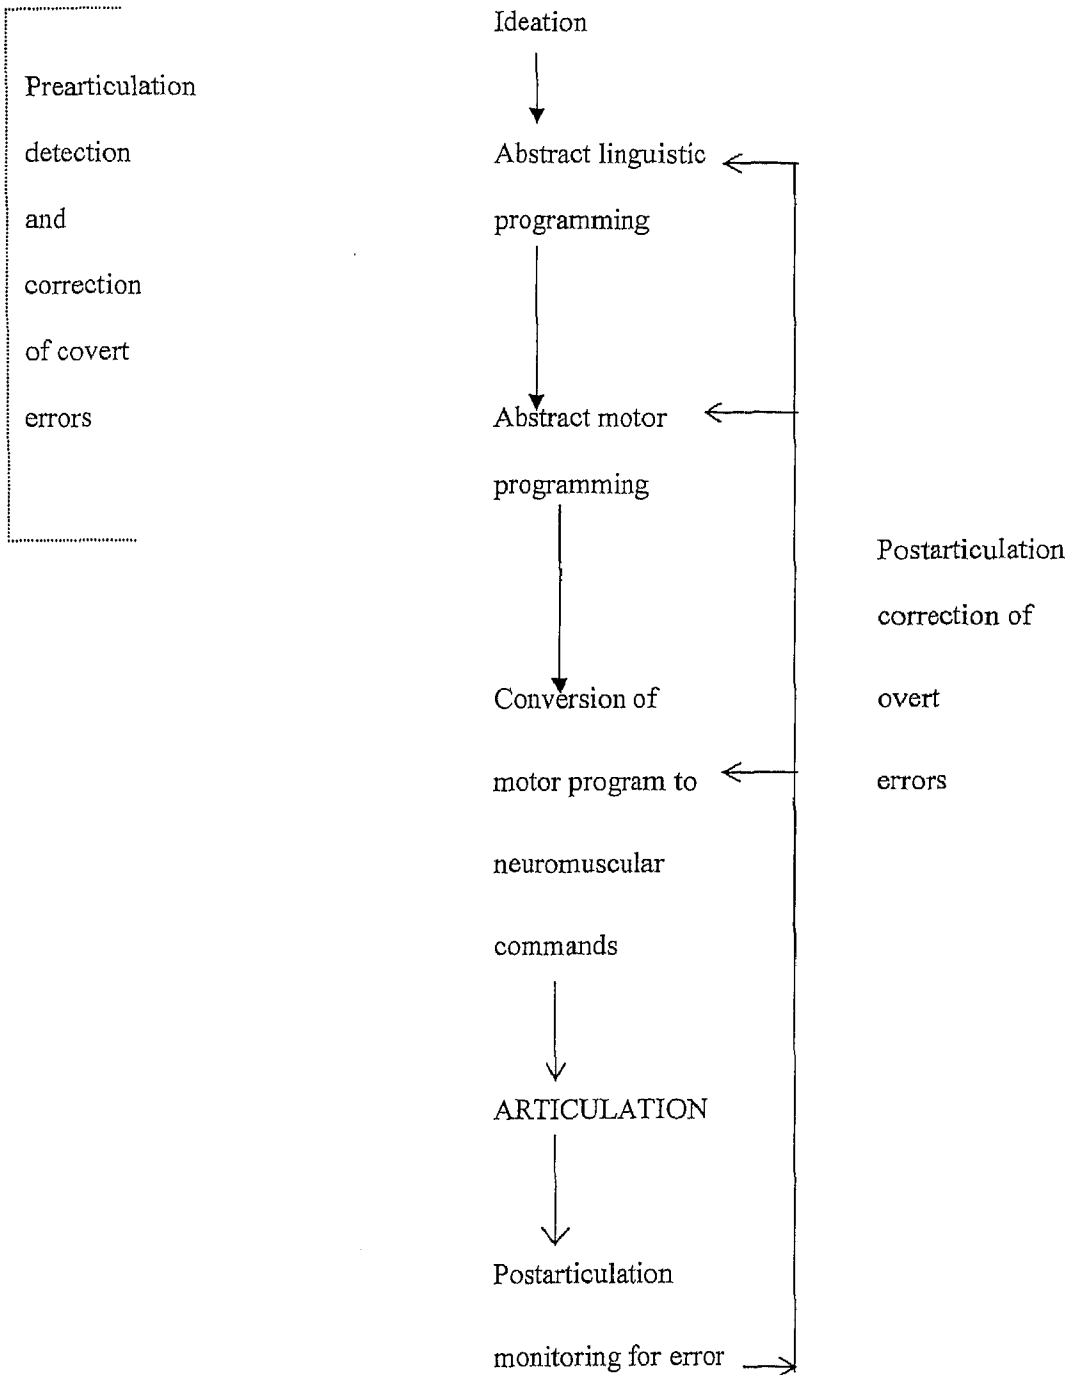 Ideation
Prearticulation
detection
and
correction
of covert
errors
Abstract linguistic
programming
Abstract motor
programming
Conversion of
motor program to
neuromuscular
commands
ARTICULATION
Postarticulation
monitoring for error
Postarticulation
correction of
overt
errors